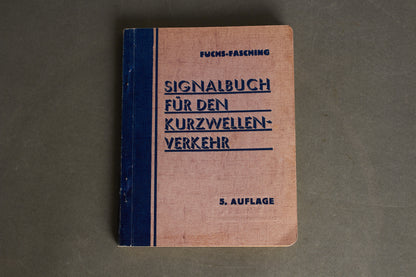 FUCHS-FASCHING
SIGNALBUCH
FÜR DEN
KURZWELLEN-
VERKEHR
5. AUFLAGE